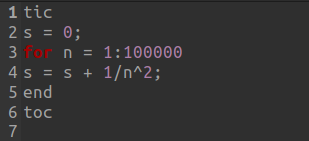 1 tic
2 s = 0;
3 for n = 1:100000
4 s = s + 1/n^2;
5 end
6 toc
7